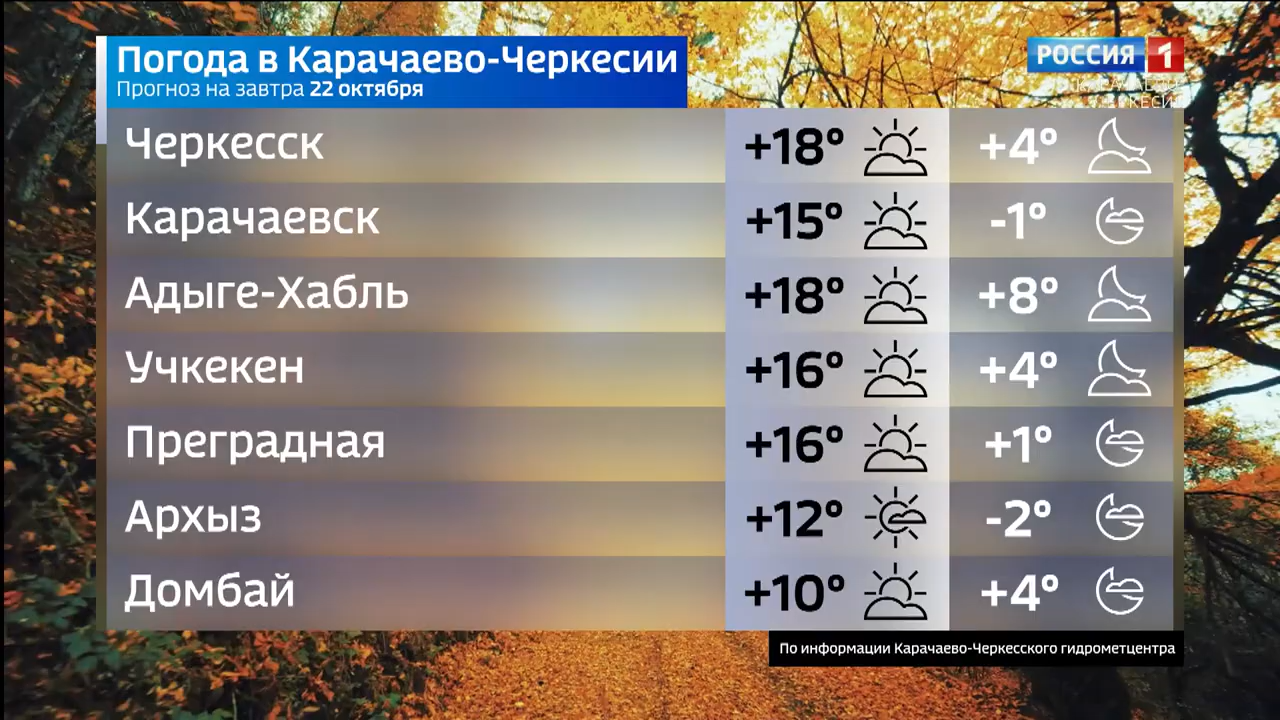 Погода в Карачаево-Черкесии
Прогноз на завтра 22 октября
РОССИЯ 1
Черкесск +18° +4°
Карачаевск +15° -1°
Адыге-Хабль +18° +8°
Учкекен +16° +4°
Преградная +16° +1°
Архыз +12° -2°
Домбай +10° +4°
По информации Карачаево-Черкесского гидрометцентра